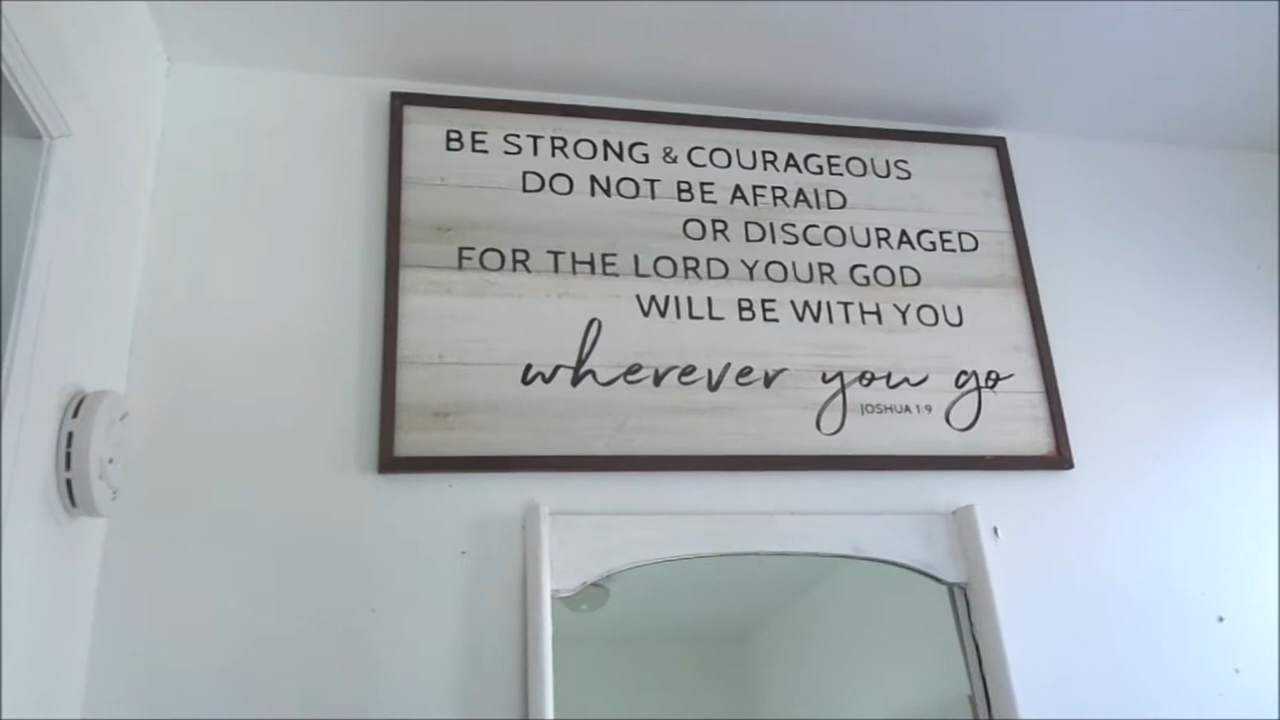 BE STRONG & COURAGEOUS
DO NOT BE AFRAID
OR DISCOURAGED
FOR THE LORD YOUR GOD
WILL BE WITH YOU
wherever you go
JOSHUA 1:9